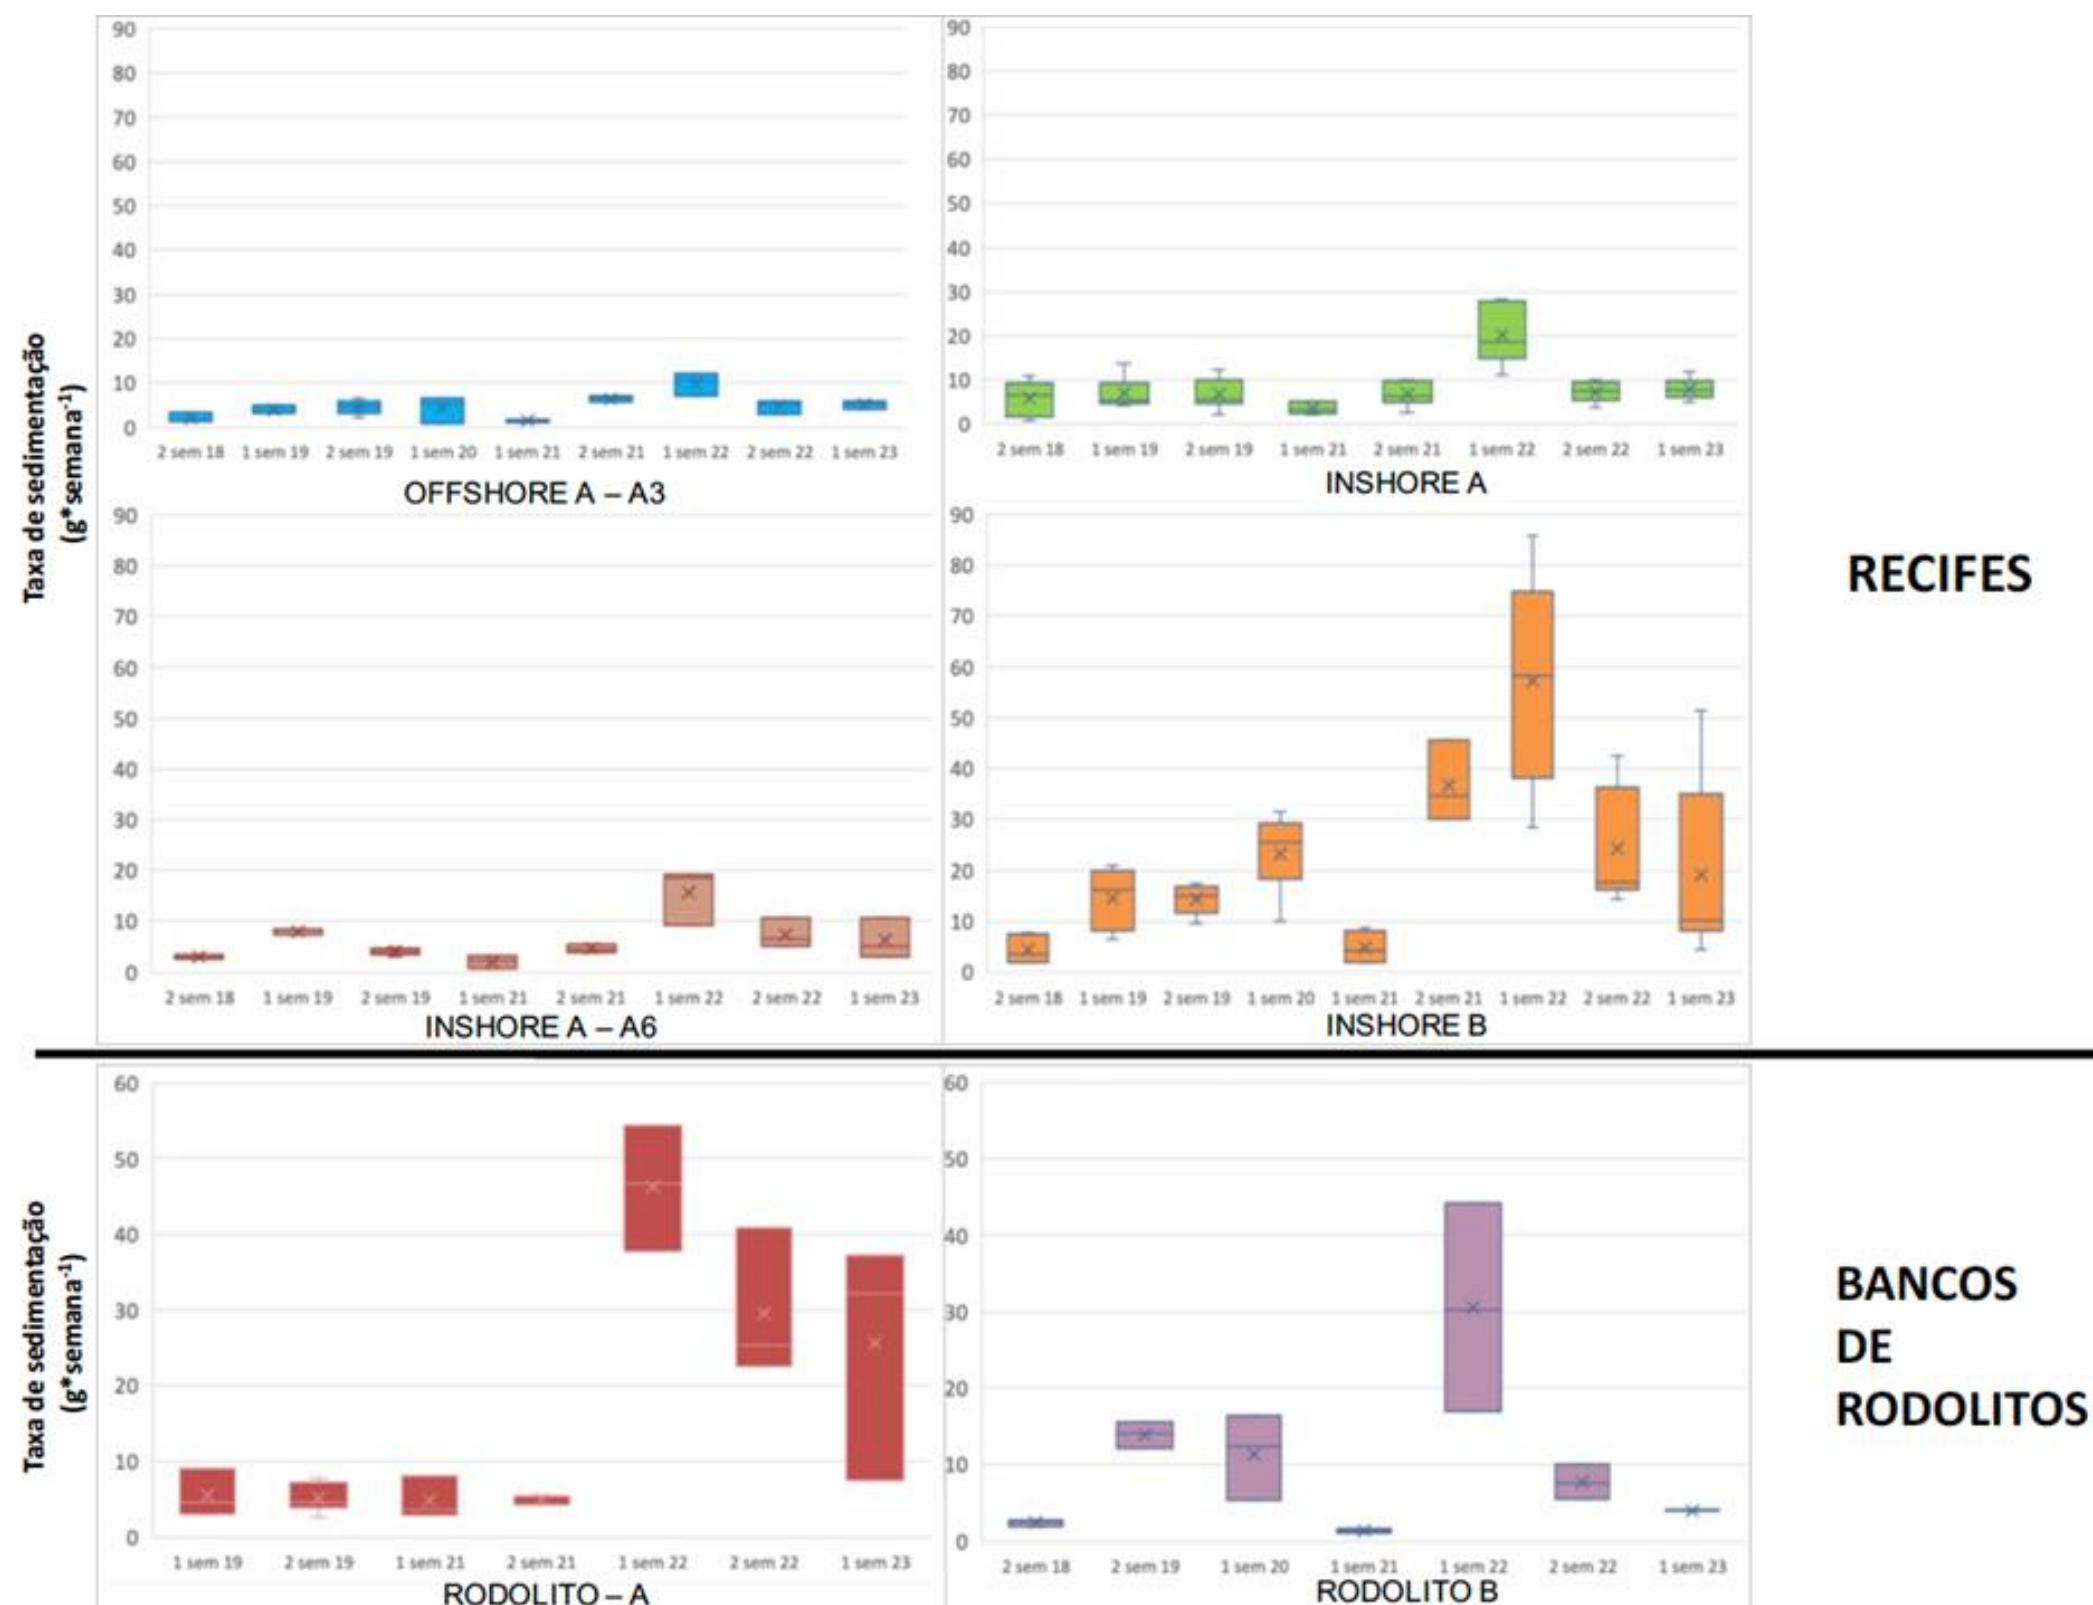 Taxa de sedimentação
(g*semana⁻¹)
90
80
70
60
50
40
30
20
10
0
2 sem 18 1 sem 19 2 sem 19 1 sem 20 1 sem 21 2 sem 21 1 sem 22 2 sem 22 1 sem 23
OFFSHORE A – A3
90
80
70
60
50
40
30
20
10
0
2 sem 18 1 sem 19 2 sem 19 1 sem 21 2 sem 21 1 sem 22 2 sem 22 1 sem 23
INSHORE A
90
80
70
60
50
40
30
20
10
0
2 sem 18 1 sem 19 2 sem 19 1 sem 21 2 sem 21 1 sem 22 2 sem 22 1 sem 23
INSHORE A – A6
90
80
70
60
50
40
30
20
10
0
2 sem 18 1 sem 19 2 sem 19 1 sem 20 1 sem 21 2 sem 21 1 sem 22 2 sem 22 1 sem 23
INSHORE B
RECIFES
Taxa de sedimentação
(g*semana⁻¹)
60
50
40
30
20
10
0
1 sem 19 2 sem 19 1 sem 21 2 sem 21 1 sem 22 2 sem 22 1 sem 23
RODOLITO – A
60
50
40
30
20
10
0
2 sem 18 2 sem 19 1 sem 20 1 sem 21 1 sem 22 2 sem 22 1 sem 23
RODOLITO B
BANCOS
DE
RODOLITOS